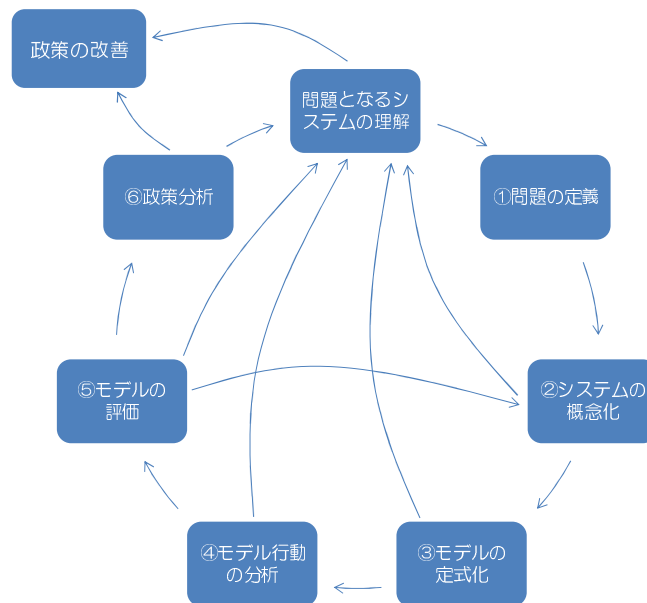 政策の改善
問題となるシ
ステムの理解
①問題の定義
②システムの
概念化
③モデルの
定式化
④モデル行動
の分析
⑤モデルの
評価
⑥政策分析